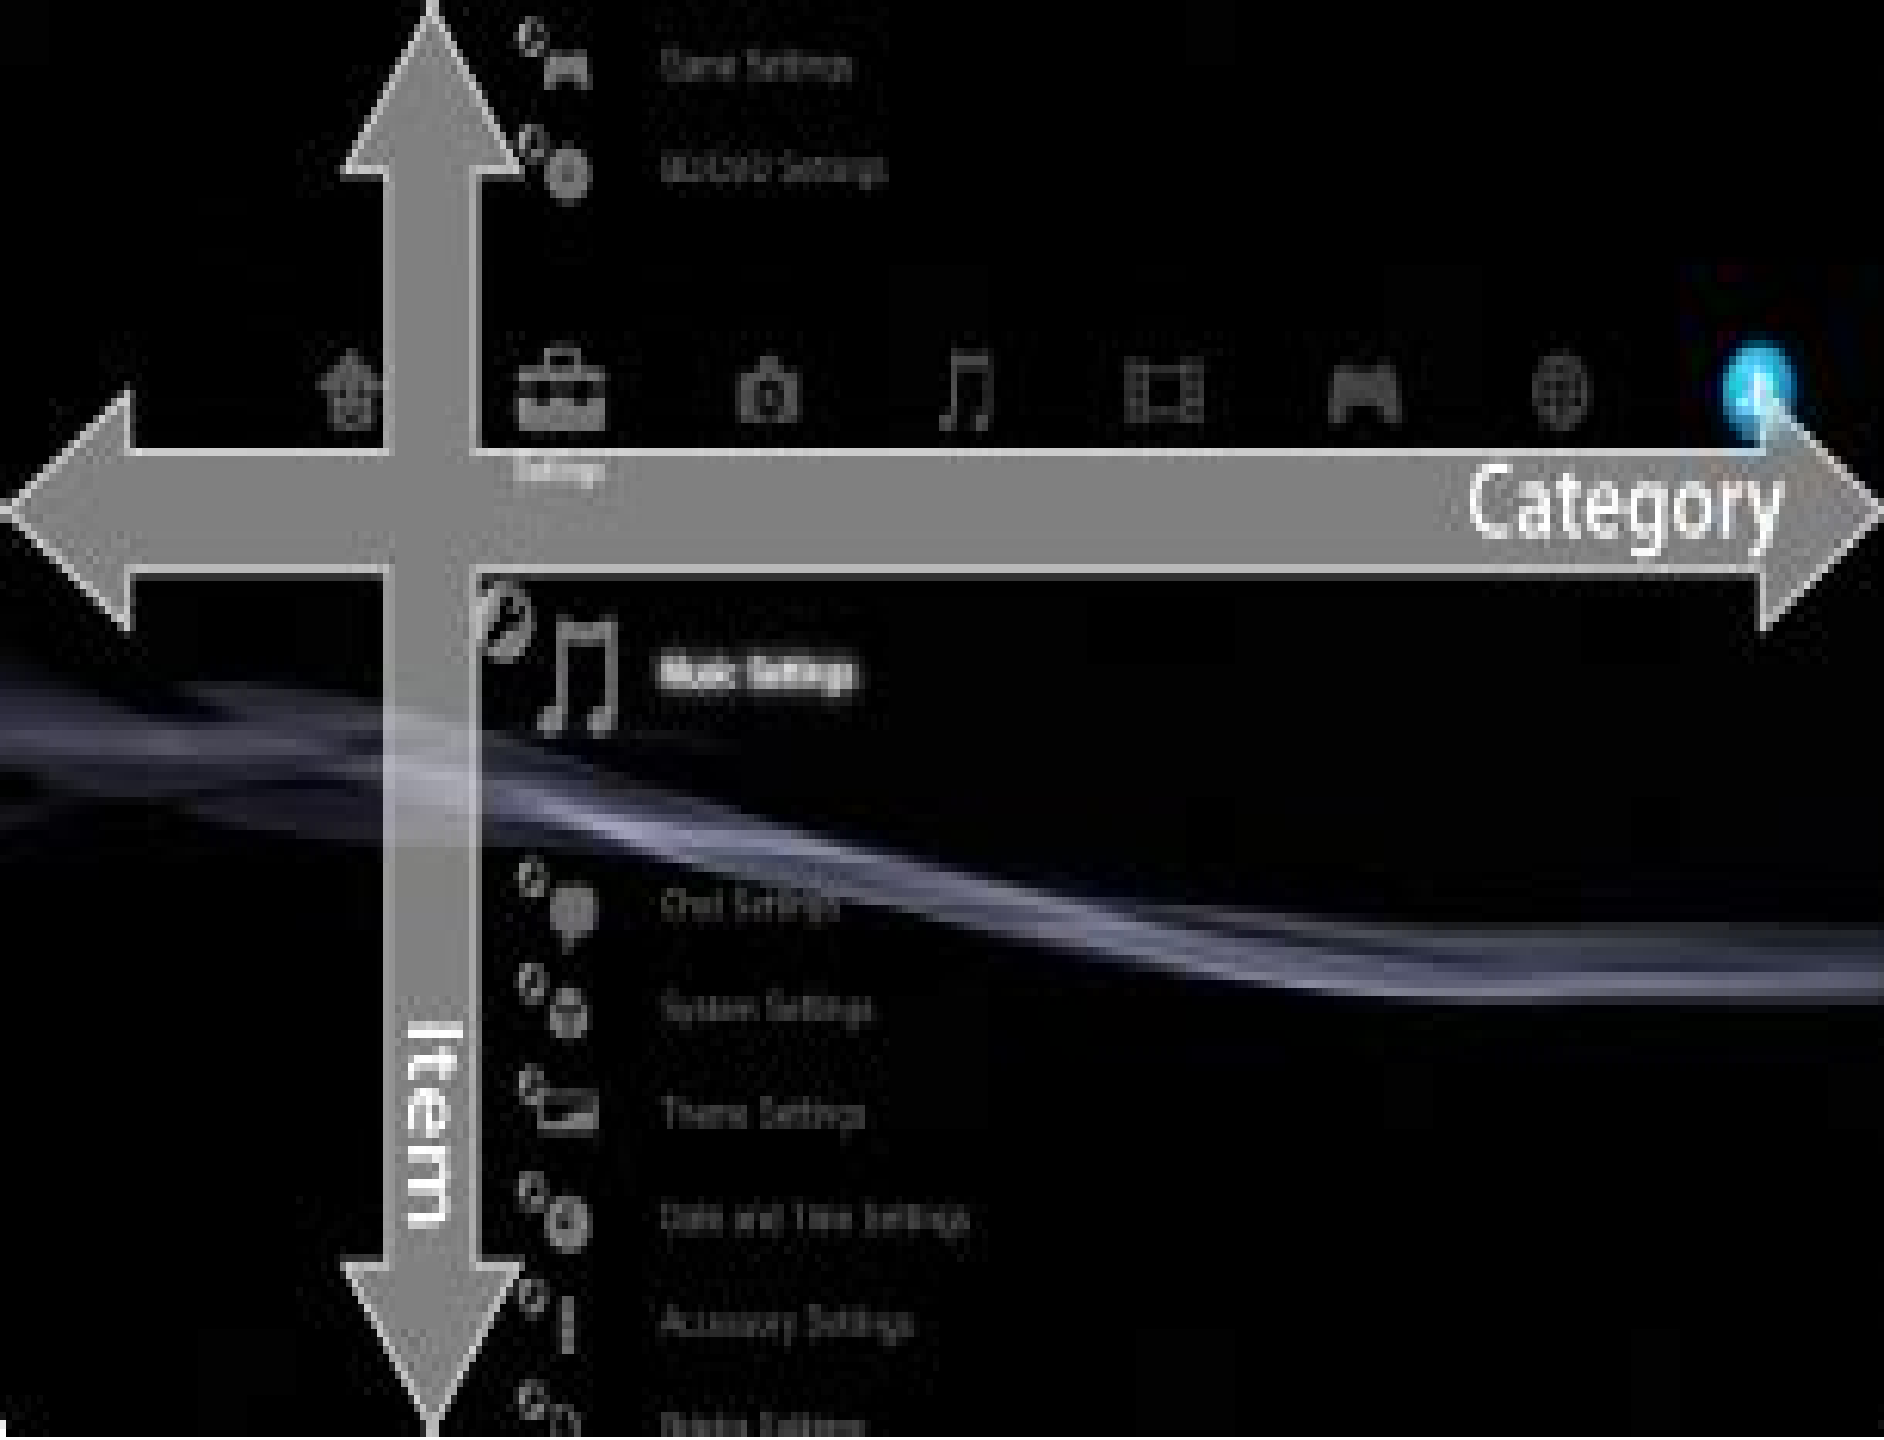 Game Settings
Settings
Settings
Category
Music Settings
Chat Settings
System Settings
Theme Settings
Date and Time Settings
Accessory Settings
Item